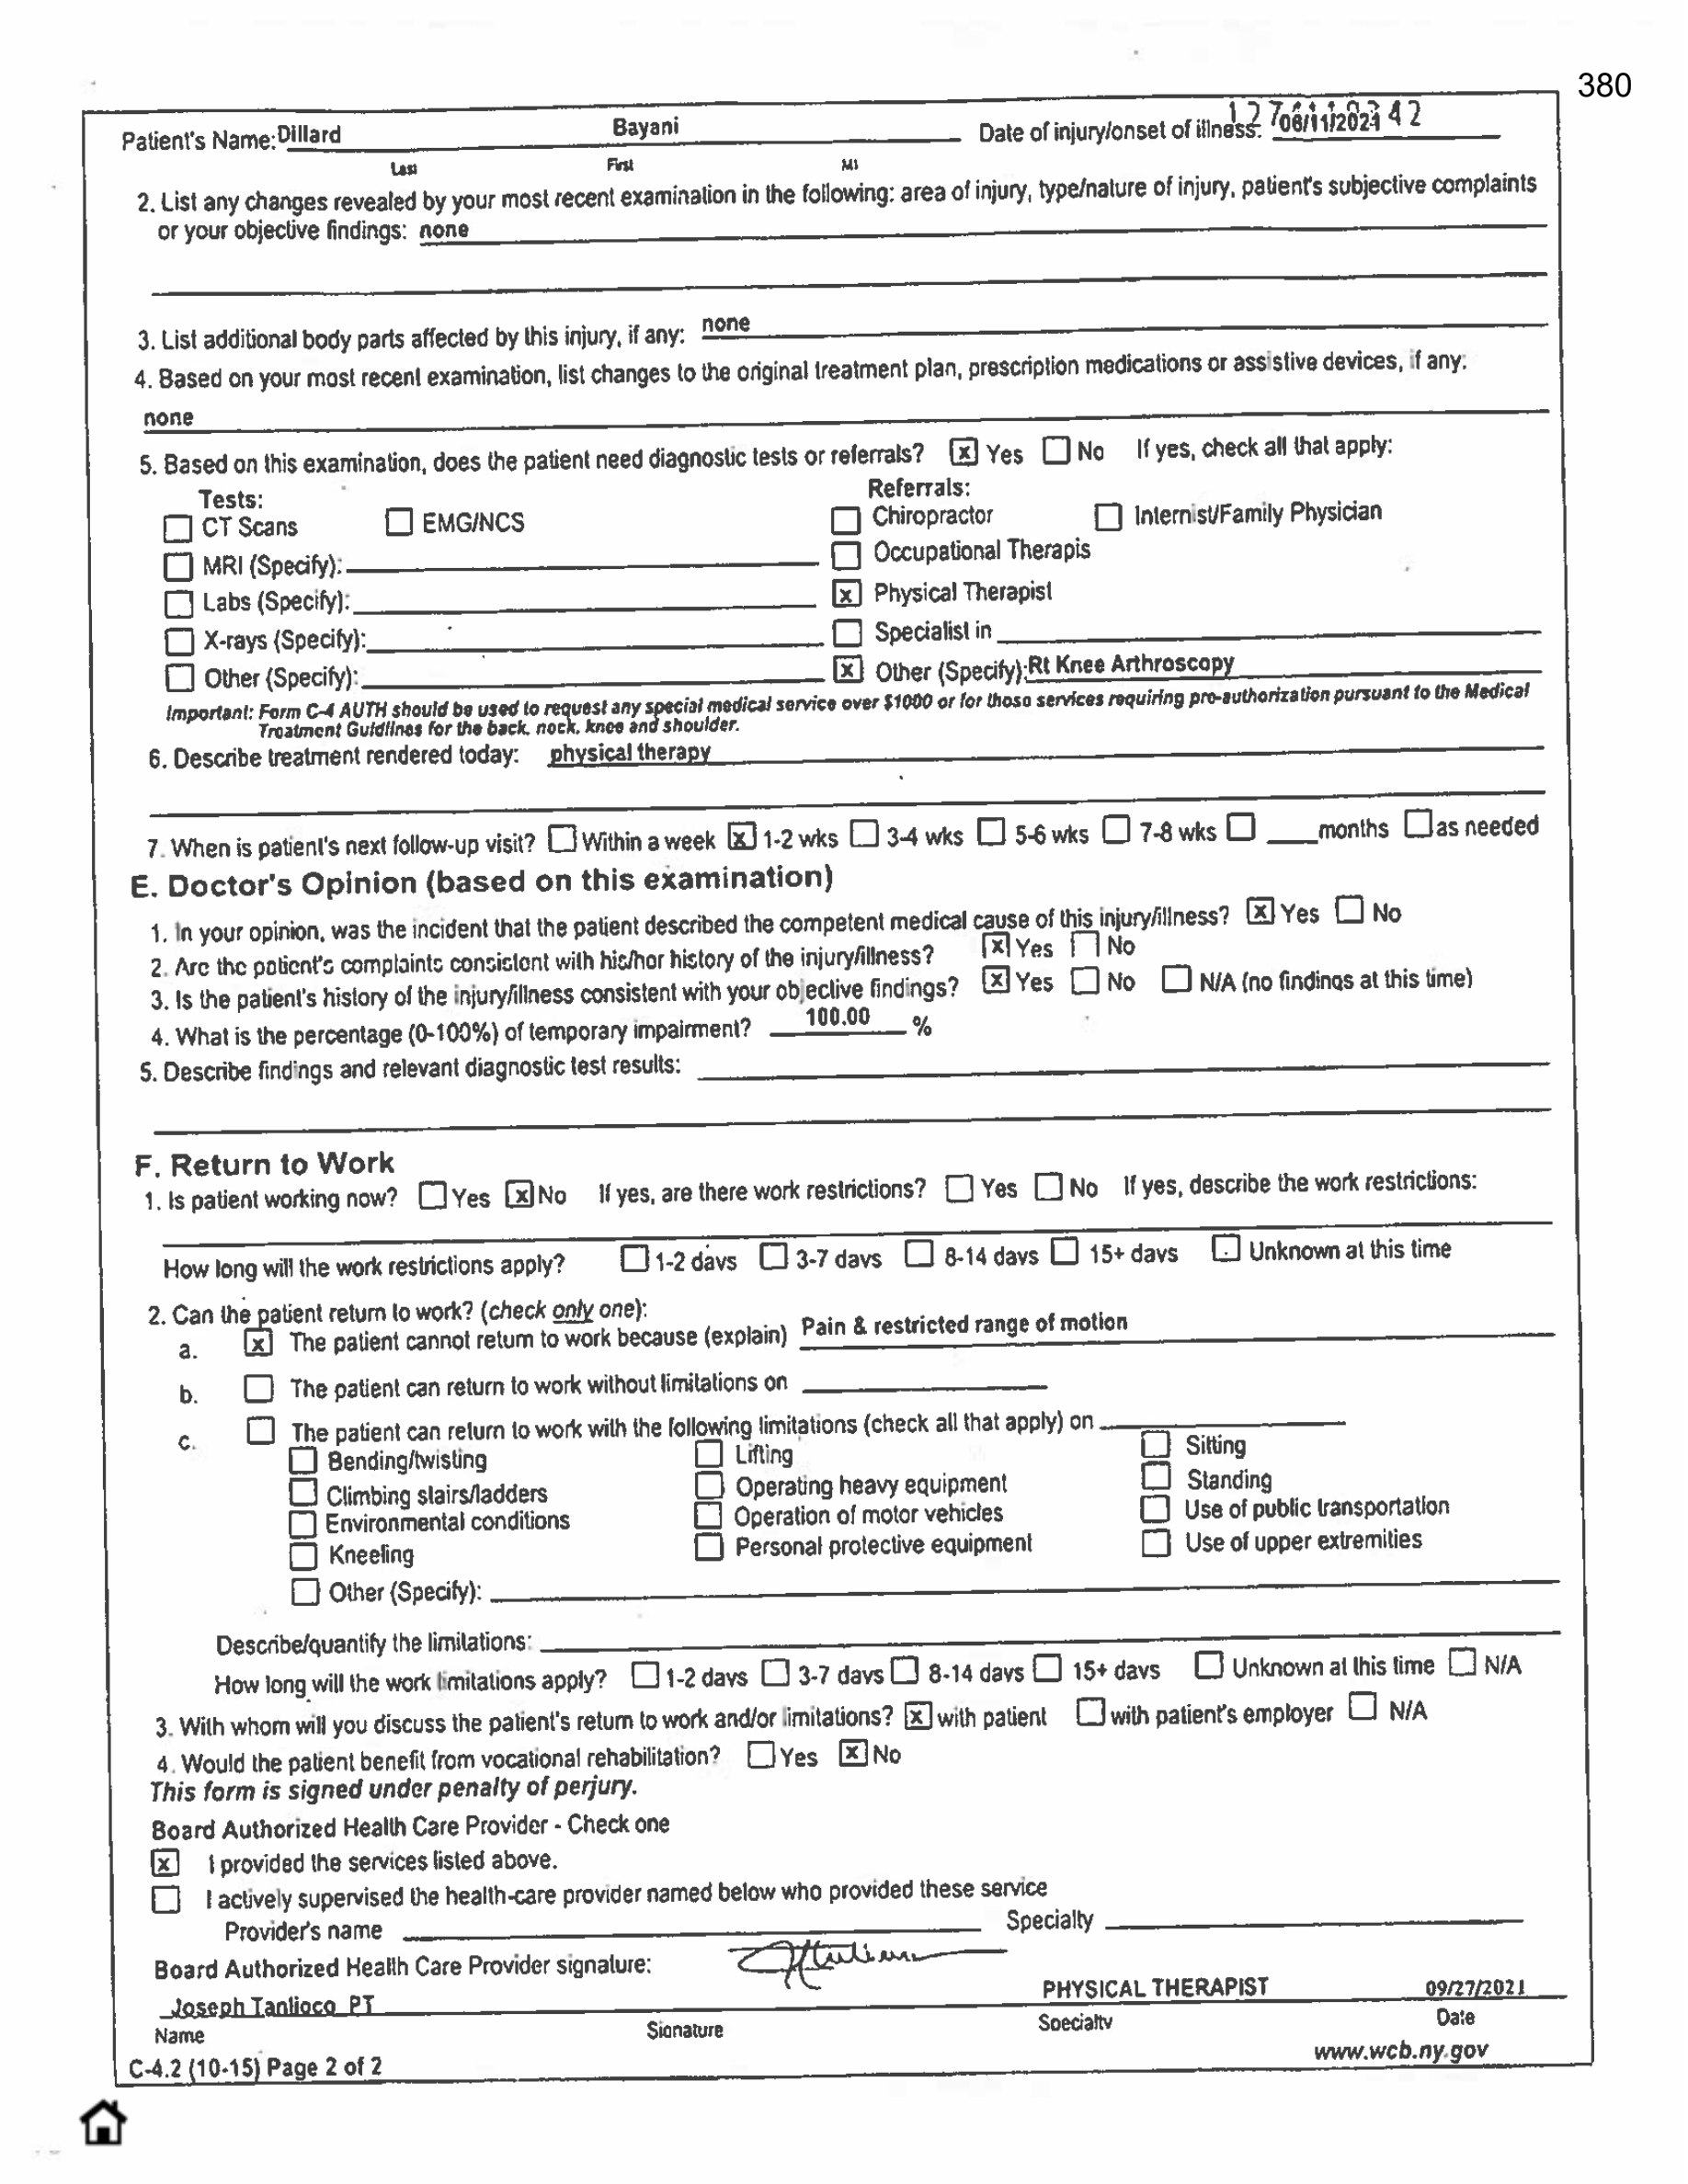 380
Patient's Name: Dillard Bayani Date of injury/onset of illness:
Last First MI
2. List any changes revealed by your most recent examination in the following: area of injury, type/nature of injury, patient's subjective complaints
or your objective findings: none
3. List additional body parts affected by this injury, if any: none
4. Based on your most recent examination, list changes to the original treatment plan, prescription medications or assistive devices, if any:
none
5. Based on this examination, does the patient need diagnostic tests or referrals? [x] Yes ☐ No If yes, check all that apply:
Tests: Referrals:
☐ CT Scans ☐ EMG/NCS ☐ Chiropractor ☐ Internist/Family Physician
☐ MRI (Specify): ☐ Occupational Therapis
☐ Labs (Specify): [x] Physical Therapist
☐ X-rays (Specify): ☐ Specialist in
☐ Other (Specify): [x] Other (Specify): Rt Knee Arthroscopy
Important: Form C-4 AUTH should be used to request any special medical service over $1000 or for those services requiring pre-authorization pursuant to the Medical
Treatment Guidlines for the back, neck, knee and shoulder.
6. Describe treatment rendered today: physical therapy
7. When is patient's next follow-up visit? ☐ Within a week [x] 1-2 wks ☐ 3-4 wks ☐ 5-6 wks ☐ 7-8 wks ☐ ___ months ☐ as needed
E. Doctor's Opinion (based on this examination)
1. In your opinion, was the incident that the patient described the competent medical cause of this injury/illness? [x] Yes ☐ No
2. Are the patient's complaints consistent with his/her history of the injury/illness? [x] Yes ☐ No
3. Is the patient's history of the injury/illness consistent with your objective findings? [x] Yes ☐ No ☐ N/A (no findings at this time)
4. What is the percentage (0-100%) of temporary impairment? 100.00 %
5. Describe findings and relevant diagnostic test results:
F. Return to Work
1. Is patient working now? ☐ Yes [x] No If yes, are there work restrictions? ☐ Yes ☐ No If yes, describe the work restrictions:
How long will the work restrictions apply? ☐ 1-2 days ☐ 3-7 days ☐ 8-14 days ☐ 15+ days ☐ Unknown at this time
2. Can the patient return to work? (check only one):
a. [x] The patient cannot return to work because (explain) Pain & restricted range of motion
b. ☐ The patient can return to work without limitations on
c. ☐ The patient can return to work with the following limitations (check all that apply) on
☐ Bending/twisting ☐ Lifting ☐ Sitting
☐ Climbing stairs/ladders ☐ Operating heavy equipment ☐ Standing
☐ Environmental conditions ☐ Operation of motor vehicles ☐ Use of public transportation
☐ Kneeling ☐ Personal protective equipment ☐ Use of upper extremities
☐ Other (Specify):
Describe/quantify the limitations:
How long will the work limitations apply? ☐ 1-2 days ☐ 3-7 days ☐ 8-14 days ☐ 15+ days ☐ Unknown at this time ☐ N/A
3. With whom will you discuss the patient's return to work and/or limitations? [x] with patient ☐ with patient's employer ☐ N/A
4. Would the patient benefit from vocational rehabilitation? ☐ Yes [x] No
This form is signed under penalty of perjury.
Board Authorized Health Care Provider - Check one
[x] I provided the services listed above.
☐ I actively supervised the health-care provider named below who provided these service
Provider's name Specialty
Board Authorized Health Care Provider signature:
Joseph Tanlioco PT PHYSICAL THERAPIST 09/27/2021
Name Signature Specialty Date
www.wcb.ny.gov
C-4.2 (10-15) Page 2 of 2